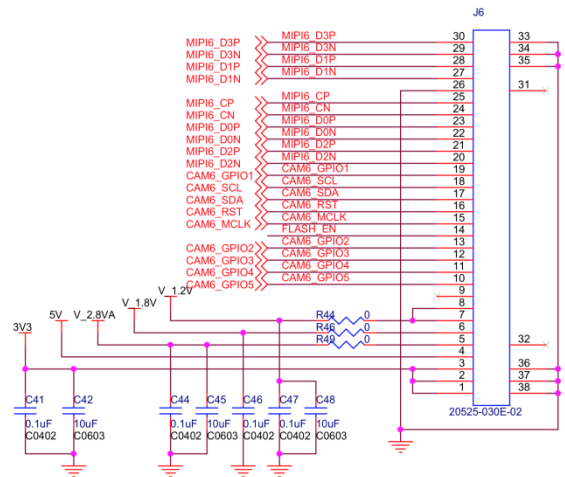 J6
MIPI6_D3P MIPI6_D3P 30 33
MIPI6_D3N MIPI6_D3N 29 34
MIPI6_D1P MIPI6_D1P 28 35
MIPI6_D1N MIPI6_D1N 27
26 31
MIPI6_CP MIPI6_CP 25
MIPI6_CN MIPI6_CN 24
MIPI6_D0P MIPI6_D0P 23
MIPI6_D0N MIPI6_D0N 22
MIPI6_D2P MIPI6_D2P 21
MIPI6_D2N MIPI6_D2N 20
CAM6_GPIO1 CAM6_GPIO1 19
CAM6_SCL CAM6_SCL 18
CAM6_SDA CAM6_SDA 17
CAM6_RST CAM6_RST 16
CAM6_MCLK CAM6_MCLK 15
FLASH_EN 14
CAM6_GPIO2 CAM6_GPIO2 13
CAM6_GPIO3 CAM6_GPIO3 12
CAM6_GPIO4 CAM6_GPIO4 11
CAM6_GPIO5 CAM6_GPIO5 10
V_1.2V 9
V_1.8V 8
5V V_2.8VA R44 0 7
3V3 R46 0 6
R49 0 5 32
4
3 36
2 37
1 38
C41 C42 C44 C45 C46 C47 C48
20525-030E-02
0.1uF 10uF 0.1uF 10uF 0.1uF 0.1uF 10uF
C0402 C0603 C0402 C0603 C0402 C0402 C0603